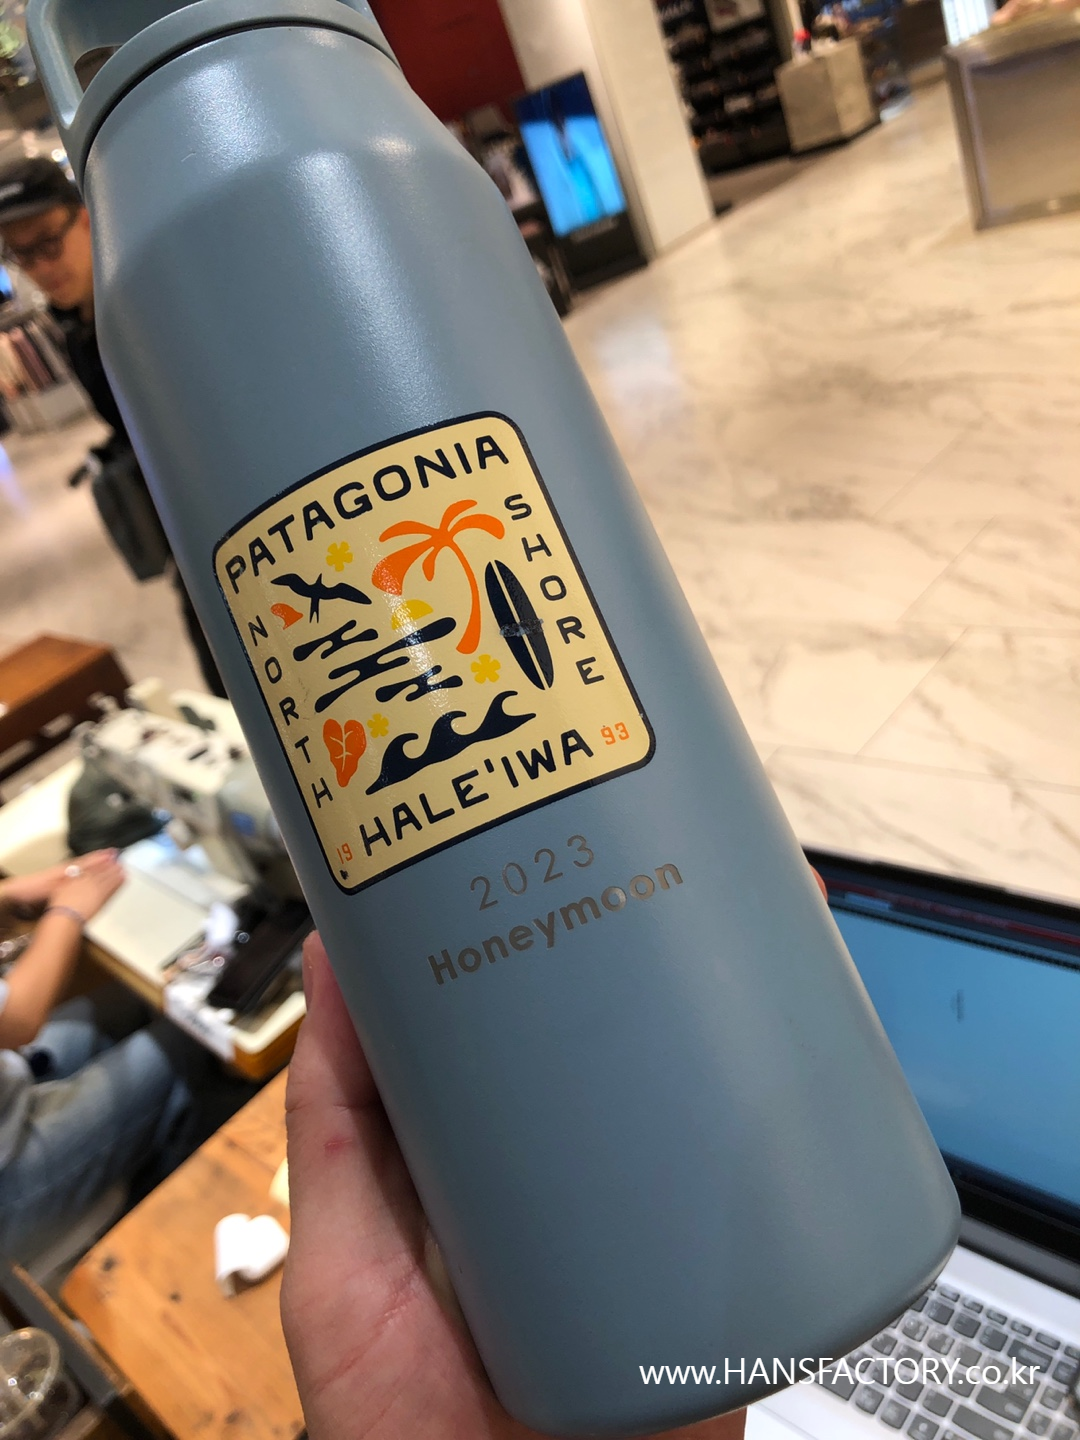 PATAGONIA
NORTH
SHORE
HALE'IWA
19
93
2023
Honeymoon
www.HANSFACTORY.co.kr